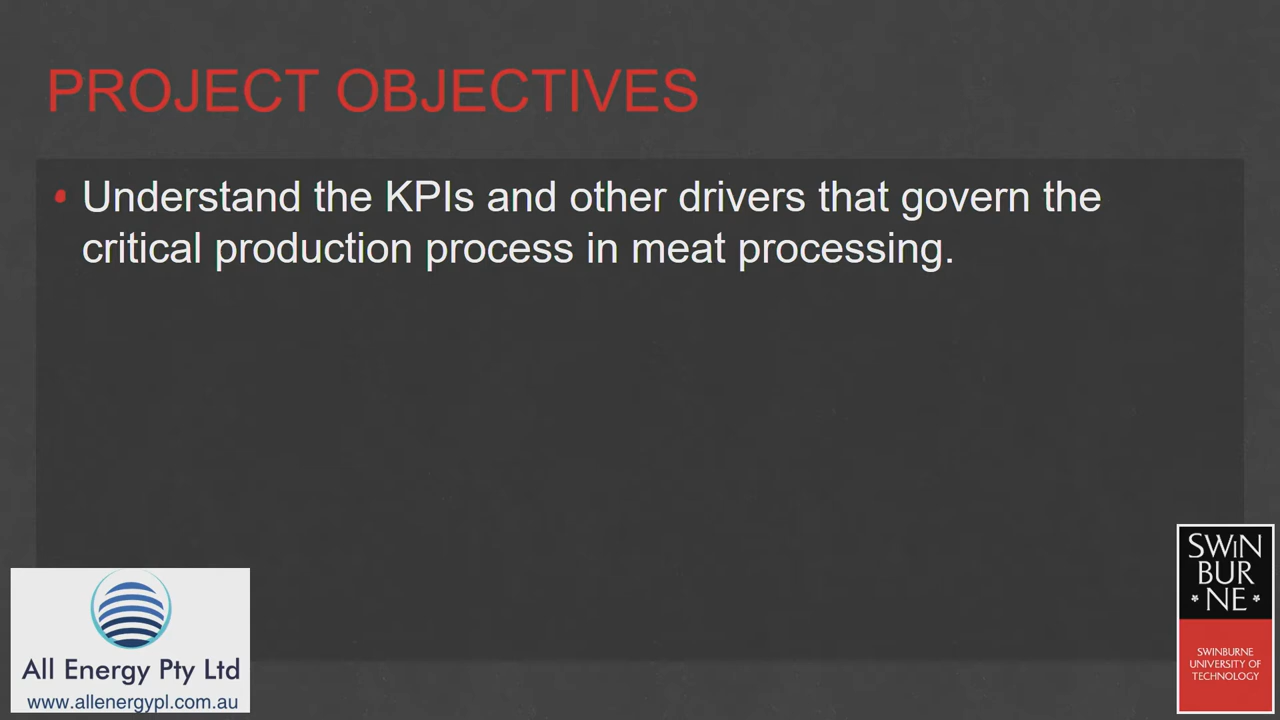 PROJECT OBJECTIVES
• Understand the KPIs and other drivers that govern the
critical production process in meat processing.
All Energy Pty Ltd
www.allenergypl.com.au
SWiN
BUR
* NE *
SWINBURNE
UNIVERSITY OF
TECHNOLOGY